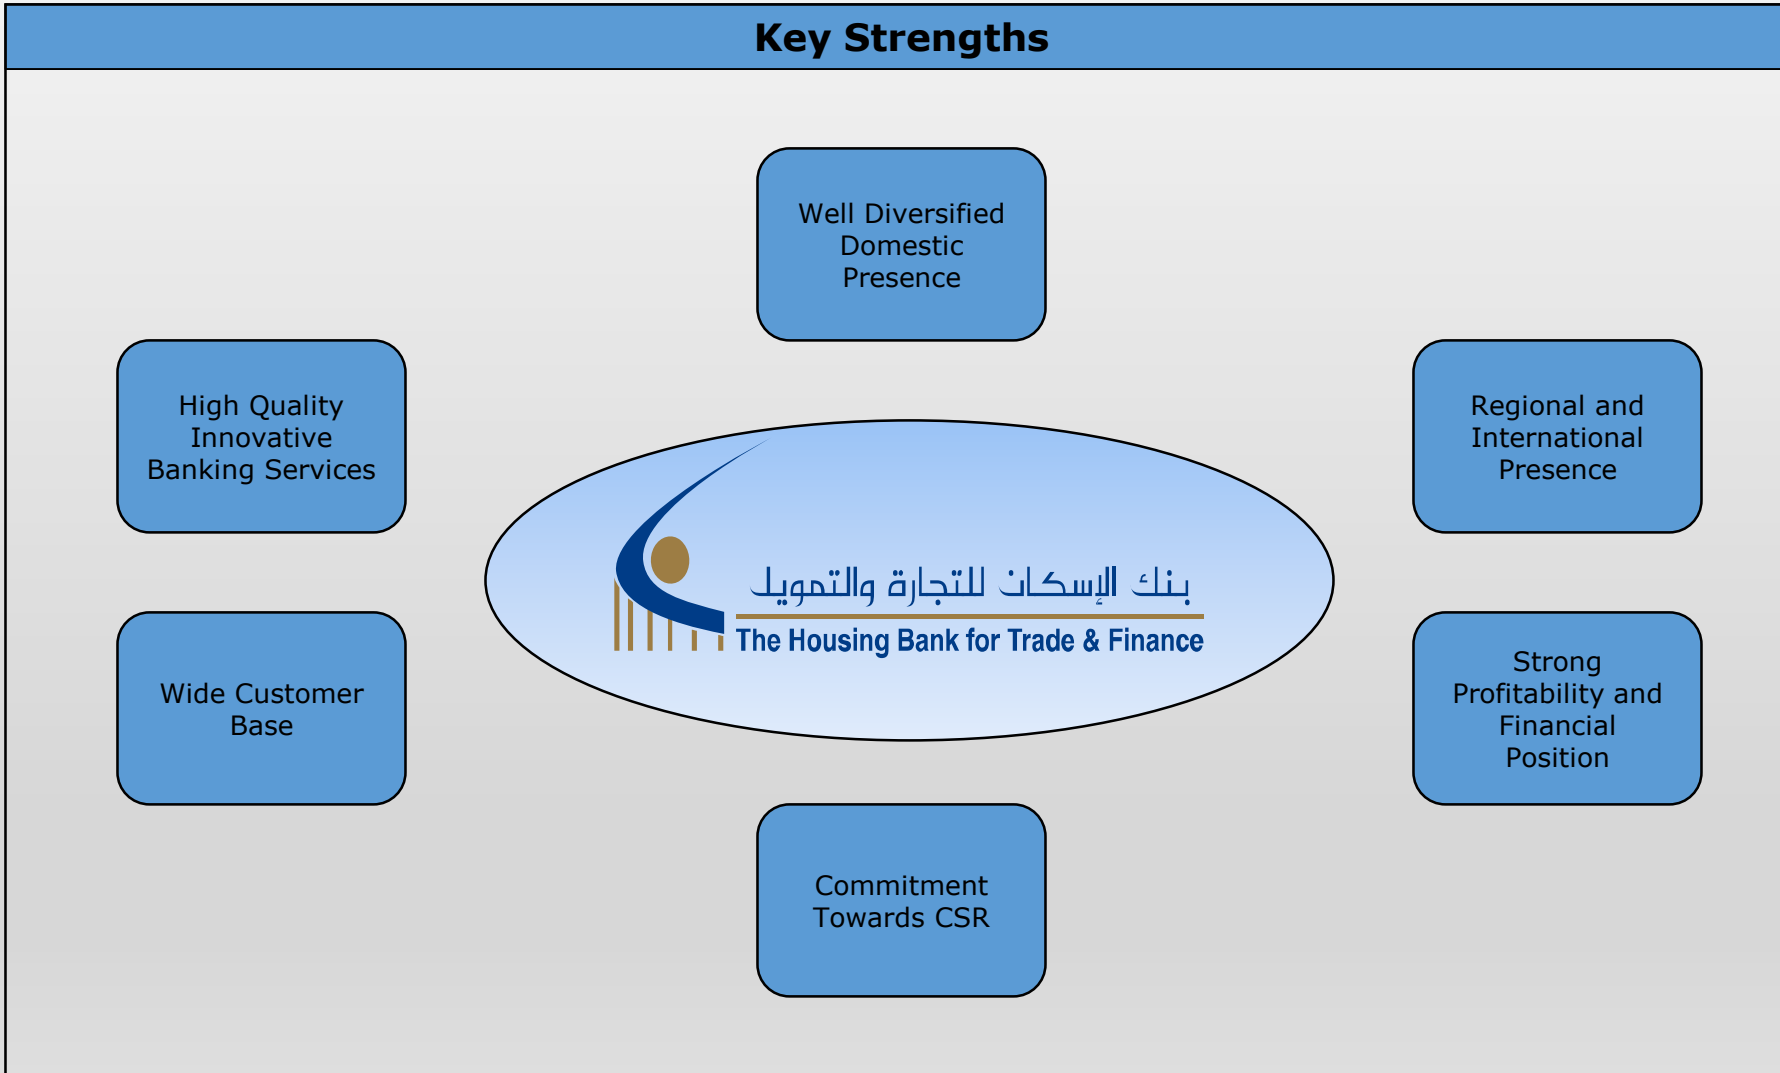 Key Strengths
Well Diversified
Domestic
Presence
High Quality
Innovative
Banking Services
Regional and
International
Presence
بنك الإسكان للتجارة والتمويل
The Housing Bank for Trade & Finance
Wide Customer
Base
Strong
Profitability and
Financial
Position
Commitment
Towards CSR